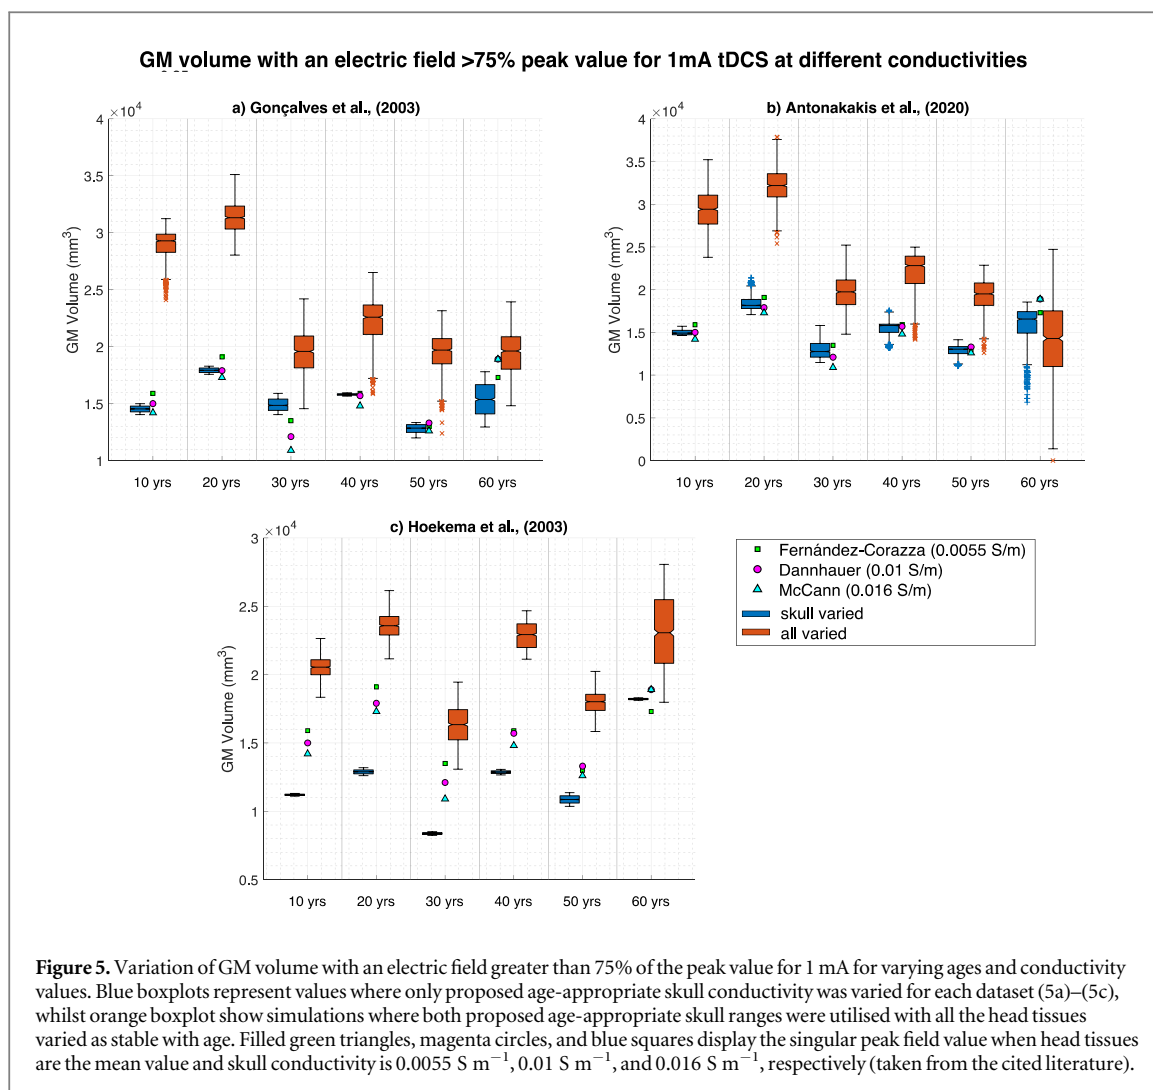 GM volume with an electric field >75% peak value for 1mA tDCS at different conductivities
a) Gonçalves et al., (2003)
×10⁴
4
3.5
3
2.5
2
1.5
1
GM Volume (mm³)
10 yrs 20 yrs 30 yrs 40 yrs 50 yrs 60 yrs
b) Antonakakis et al., (2020)
×10⁴
4
3.5
3
2.5
2
1.5
1
0.5
0
GM Volume (mm³)
10 yrs 20 yrs 30 yrs 40 yrs 50 yrs 60 yrs
c) Hoekema et al., (2003)
×10⁴
3
2.5
2
1.5
1
0.5
GM Volume (mm³)
10 yrs 20 yrs 30 yrs 40 yrs 50 yrs 60 yrs
Fernández-Corazza (0.0055 S/m)
Dannhauer (0.01 S/m)
McCann (0.016 S/m)
skull varied
all varied
Figure 5. Variation of GM volume with an electric field greater than 75% of the peak value for 1 mA for varying ages and conductivity
values. Blue boxplots represent values where only proposed age-appropriate skull conductivity was varied for each dataset (5a)–(5c),
whilst orange boxplot show simulations where both proposed age-appropriate skull ranges were utilised with all the head tissues
varied as stable with age. Filled green triangles, magenta circles, and blue squares display the singular peak field value when head tissues
are the mean value and skull conductivity is 0.0055 S m⁻¹, 0.01 S m⁻¹, and 0.016 S m⁻¹, respectively (taken from the cited literature).